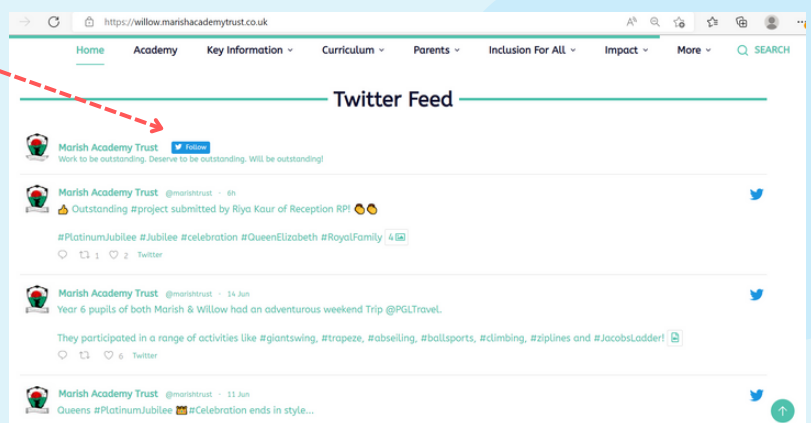 https://willow.marishacademytrust.co.uk
Home Academy Key Information Curriculum Parents Inclusion For All Impact More SEARCH
Twitter Feed
Marish Academy Trust Follow
Work to be outstanding. Deserve to be outstanding. Will be outstanding!
Marish Academy Trust @marishtrust · 6h
👍 Outstanding #project submitted by Riya Kaur of Reception RP! 👏👏
#PlatinumJubilee #Jubilee #celebration #QueenElizabeth #RoyalFamily 4
1 2 Twitter
Marish Academy Trust @marishtrust · 14 Jun
Year 6 pupils of both Marish & Willow had an adventurous weekend Trip @PGLTravel.
They participated in a range of activities like #giantswing, #trapeze, #abseiling, #ballsports, #climbing, #ziplines and #JacobsLadder!
6 Twitter
Marish Academy Trust @marishtrust · 11 Jun
Queens #PlatinumJubilee 👑#Celebration ends in style...